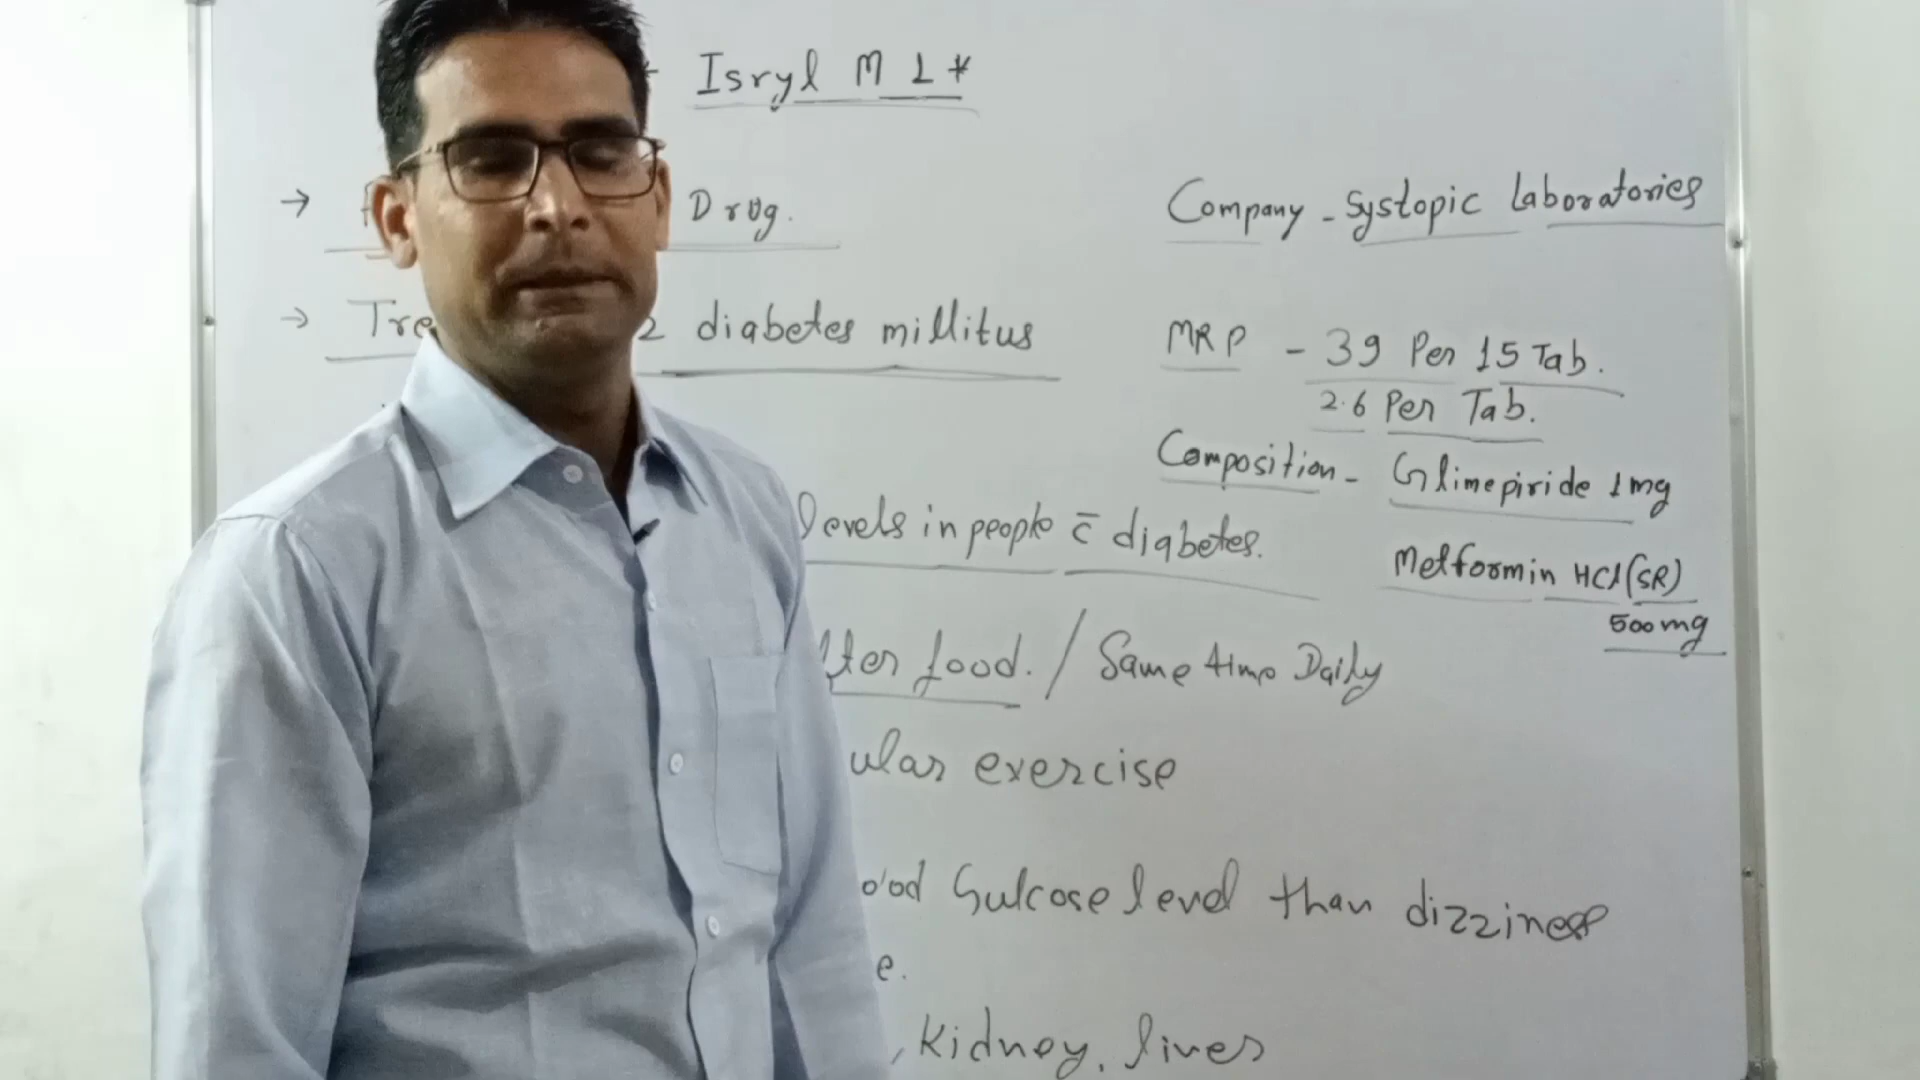 Isryl M 1 *
→ Drug.
→ Tre 2 diabetes millitus
levels in people c̄ diabetes.
fter food. / Same time Daily
ular exercise
ood Gulcose level than dizziness
e.
, Kidney, liver
Company - Systopic Laboratories
MRP - 39 Per 15 Tab.
2.6 Per Tab.
Composition - Glimepiride 1mg
Metformin HCl (SR)
500mg